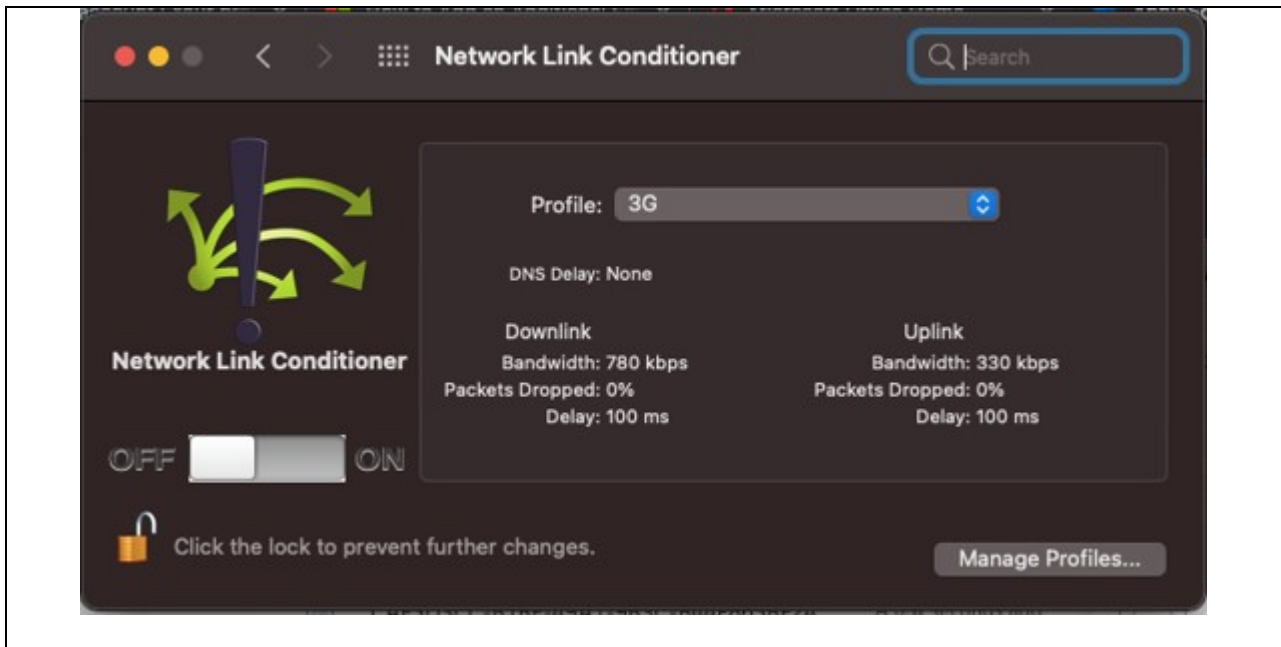 Network Link Conditioner
Search
Profile: 3G
DNS Delay: None
Downlink
Uplink
Network Link Conditioner
Bandwidth: 780 kbps
Bandwidth: 330 kbps
Packets Dropped: 0%
Packets Dropped: 0%
Delay: 100 ms
Delay: 100 ms
OFF
ON
Click the lock to prevent further changes.
Manage Profiles...